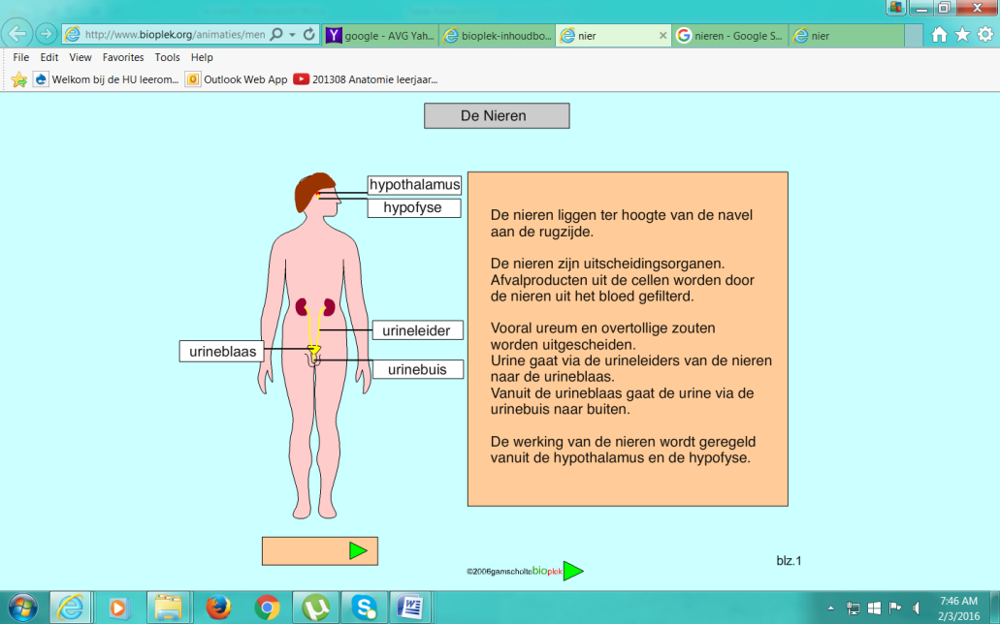 http://www.bioplek.org/animaties/men
google - AVG Yah...
bioplek-inhoudbo...
nier
nieren - Google S...
nier
File Edit View Favorites Tools Help
Welkom bij de HU leerom...
Outlook Web App
201308 Anatomie leerjaar...
De Nieren
hypothalamus
hypofyse
urineleider
urineblaas
urinebuis
De nieren liggen ter hoogte van de navel
aan de rugzijde.
De nieren zijn uitscheidingsorganen.
Afvalproducten uit de cellen worden door
de nieren uit het bloed gefilterd.
Vooral ureum en overtollige zouten
worden uitgescheiden.
Urine gaat via de urineleiders van de nieren
naar de urineblaas.
Vanuit de urineblaas gaat de urine via de
urinebuis naar buiten.
De werking van de nieren wordt geregeld
vanuit de hypothalamus en de hypofyse.
©2006gamscholtebioplek
blz.1
7:46 AM
2/3/2016